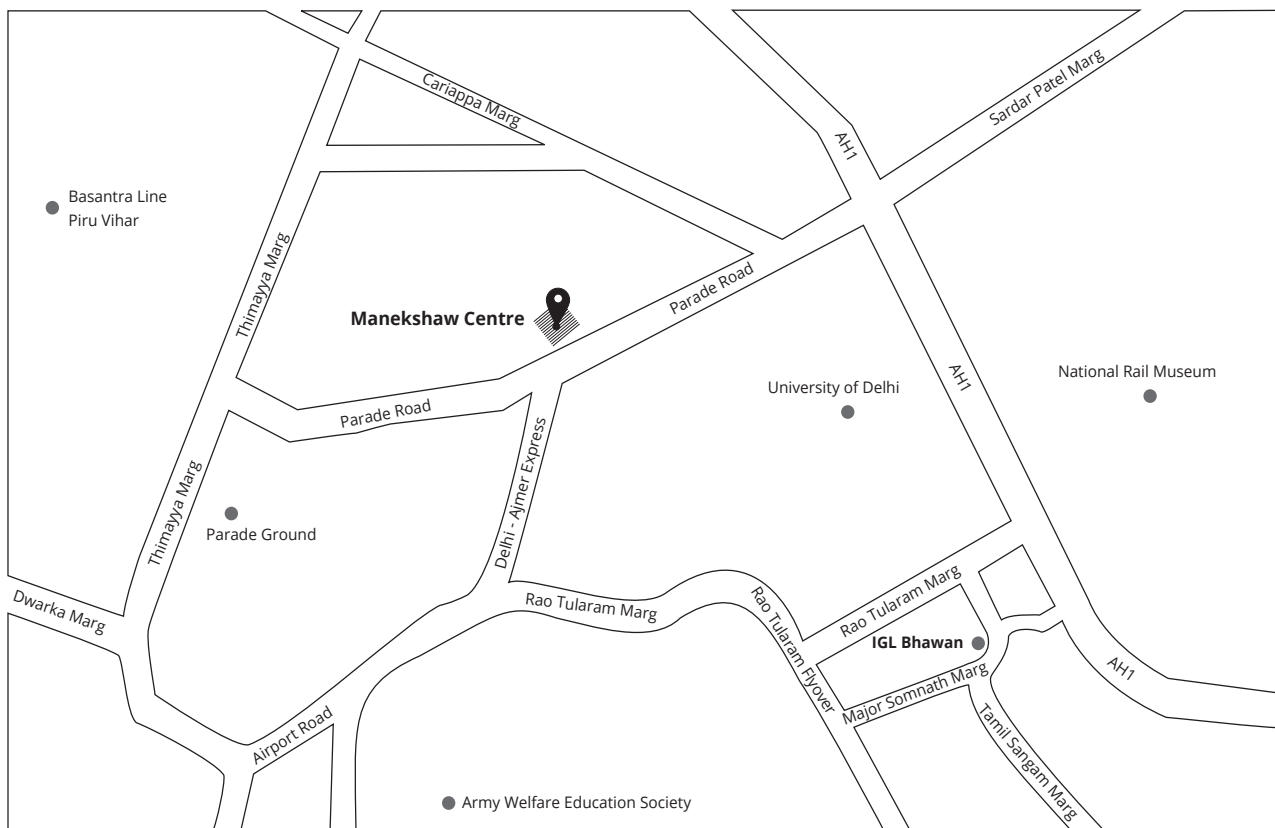 Cariappa Marg
Sardar Patel Marg
AH1
Basantra Line
Piru Vihar
Thimayya Marg
Parade Road
Manekshaw Centre
AH1
National Rail Museum
University of Delhi
Parade Road
Delhi - Ajmer Express
Thimayya Marg
Parade Ground
Dwarka Marg
Rao Tularam Marg
Rao Tularam Flyover
Rao Tularam Marg
IGL Bhawan
AH1
Major Somnath Marg
Tamil Sangam Marg
Airport Road
Army Welfare Education Society